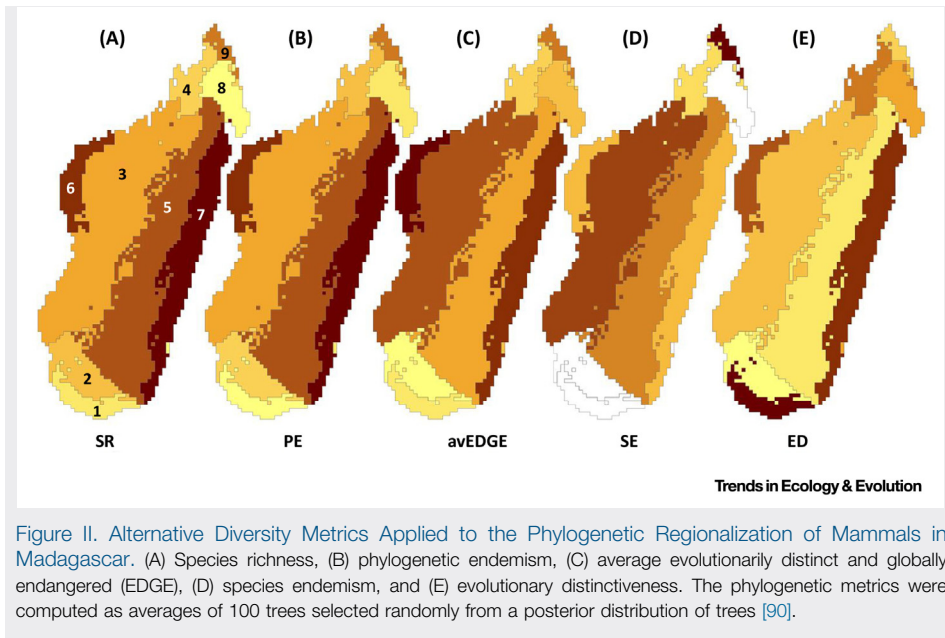 (A) (B) (C) (D) (E)
9
4
8
3
6
5
7
2
1
SR PE avEDGE SE ED
Trends in Ecology & Evolution
Figure II. Alternative Diversity Metrics Applied to the Phylogenetic Regionalization of Mammals in
Madagascar. (A) Species richness, (B) phylogenetic endemism, (C) average evolutionarily distinct and globally
endangered (EDGE), (D) species endemism, and (E) evolutionary distinctiveness. The phylogenetic metrics were
computed as averages of 100 trees selected randomly from a posterior distribution of trees [90].